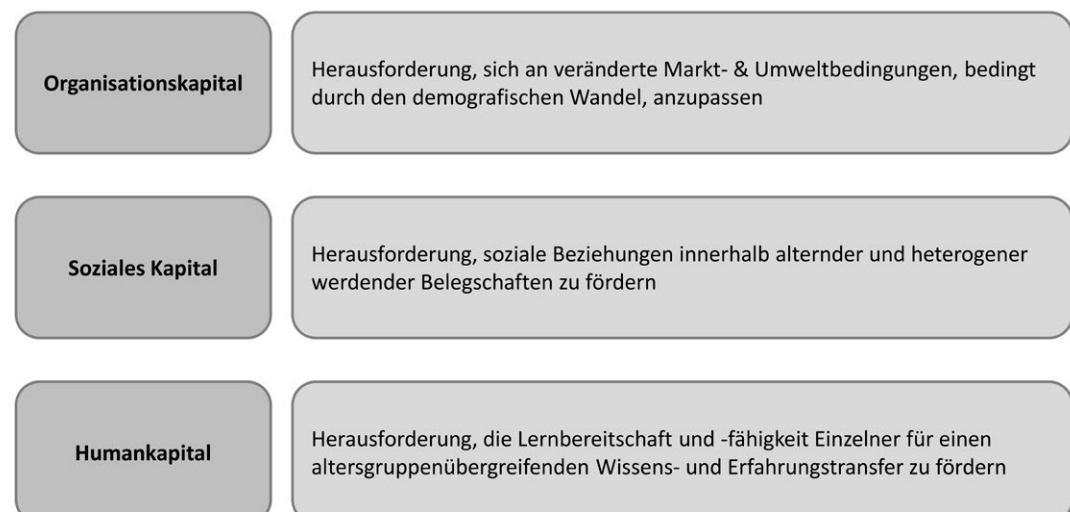 Organisationskapital
Herausforderung, sich an veränderte Markt- & Umweltbedingungen, bedingt
durch den demografischen Wandel, anzupassen
Soziales Kapital
Herausforderung, soziale Beziehungen innerhalb alternder und heterogener
werdender Belegschaften zu fördern
Humankapital
Herausforderung, die Lernbereitschaft und -fähigkeit Einzelner für einen
altersgruppenübergreifenden Wissens- und Erfahrungstransfer zu fördern